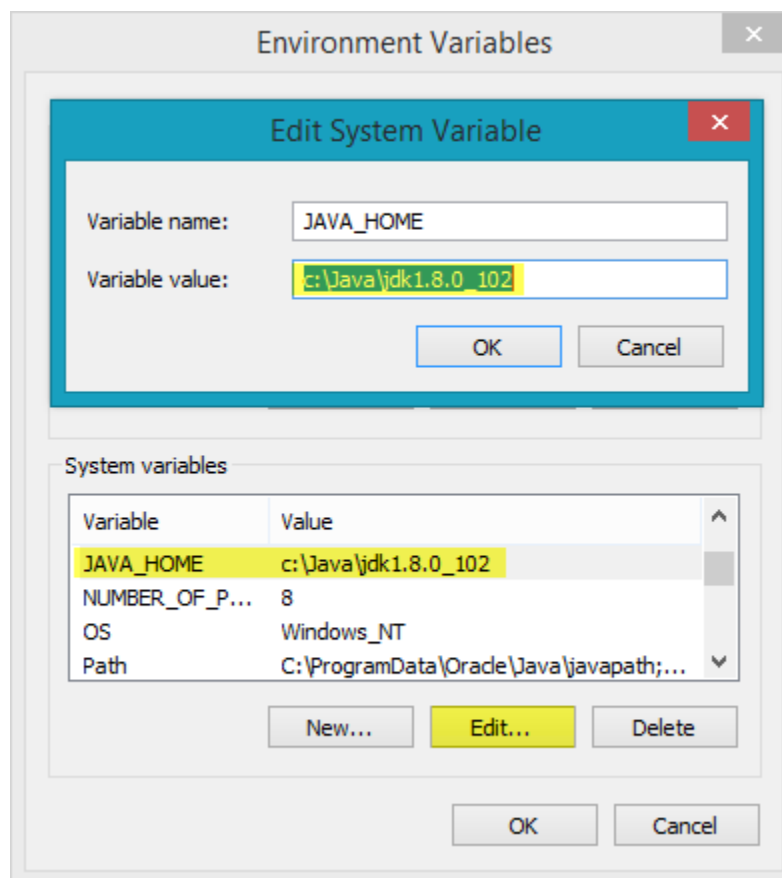 Environment Variables
Edit System Variable
Variable name: JAVA_HOME
Variable value: c:\Java\jdk1.8.0_102
OK Cancel
System variables
Variable Value
JAVA_HOME c:\Java\jdk1.8.0_102
NUMBER_OF_P... 8
OS Windows_NT
Path C:\ProgramData\Oracle\Java\javapath;...
New... Edit... Delete
OK Cancel